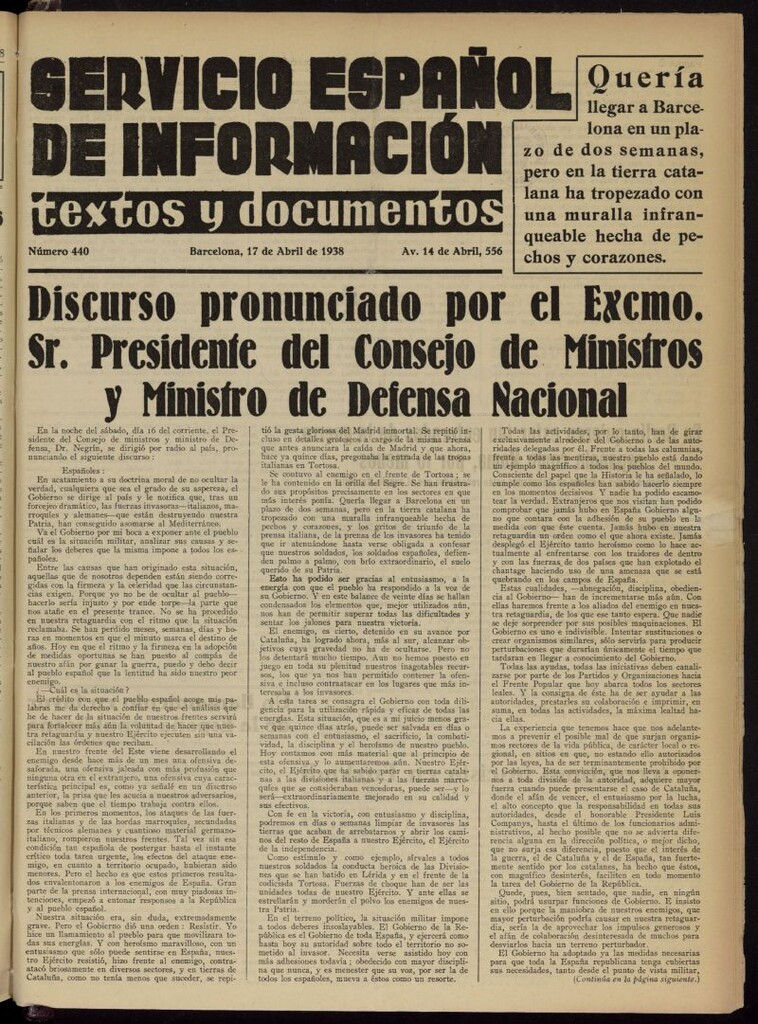 SERVICIO ESPAÑOL
DE INFORMACIÓN
textos y documentos
Número 440 Barcelona, 17 de Abril de 1938 Av. 14 de Abril, 556
Quería
llegar a Barce-
lona en un pla-
zo de dos semanas,
pero en la tierra cata-
lana ha tropezado con
una muralla infran-
queable hecha de pe-
chos y corazones.
Discurso pronunciado por el Excmo.
Sr. Presidente del Consejo de Ministros
y Ministro de Defensa Nacional
En la noche del sábado, día 16 del corriente, el Pre-
sidente del Consejo de ministros y ministro de De-
fensa, Dr. Negrín, se dirigió por radio al país, pro-
nunciando el siguiente discurso:
Españoles:
En acatamiento a su doctrina moral de no ocultar la
verdad, cualquiera que sea el grado de su aspereza, el
Gobierno se dirige al país y le notifica que, tras un
forcejeo dramático, las fuerzas invasoras—italianos, ma-
rroquíes y alemanes—que están destruyendo nuestra
Patria, han conseguido asomarse al Mediterráneo.
Va el Gobierno por mi boca a exponer ante el pueblo
cuál es la situación militar, analizar sus causas y se-
ñalar los deberes que la misma impone a todos los es-
pañoles.
Entre las causas que han originado esta situación,
aquellas que de nosotros dependen están siendo corre-
gidas con la firmeza y la celeridad que las circunstan-
cias exigen. Porque yo no he de ocultar al pueblo—
hacerlo sería injusto y por ende torpe—la parte que
nos atañe en el presente trance. No se ha procedido
en nuestra retaguardia con el ritmo que la situación
reclamaba. Se han perdido meses, semanas, días y ho-
ras en momentos en que el minuto marca el destino de
años. Hoy en que el ritmo y la firmeza en la adopción
de medidas oportunas han puesto al compás de
nuestro afán por ganar la guerra, puedo y debo decir
al pueblo español que la lentitud ha sido nuestro peor
enemigo.
¿—Cuál es la situación?
El crédito con que el pueblo español acoge mis pa-
labras me da derecho a confiar en que el análisis que
he de hacer de la situación de nuestros frentes servirá
para fortalecer más aún la voluntad de hacer que nues-
tra retaguardia y nuestro Ejército ejecuten sin una va-
cilación las órdenes que reciban.
En nuestro frente del Este viene desarrollando el
enemigo desde hace más de un mes una ofensiva des-
aforada, una ofensiva jaleada con más profusión que
ninguna otra en el extranjero, una ofensiva cuya carac-
terística principal es, como ya señalé en un discurso
anterior, la prisa que les acucia a nuestros adversarios,
porque saben que el tiempo trabaja contra ellos.
En los primeros momentos, los ataques de las fuer-
zas italianas y de las hordas marroquíes, secundadas
por técnicos alemanes y cuantioso material germano-
italiano, rompieron nuestros frentes. Tal vez sin esa
condición tan española de postergar hasta el instante
crítico toda tarea urgente, los efectos del ataque ene-
migo, en cuanto a territorio ocupado, hubieran sido
menores. Pero el hecho es que estos primeros resulta-
dos envalentonaron a los enemigos de España. Gran
parte de la prensa internacional, con muy piadosas in-
tenciones, empezó a entonar responsos a la República
y al pueblo español.
Nuestra situación era, sin duda, extremadamente
grave. Pero el Gobierno dió una orden: Resistir. Yo
hice un llamamiento al pueblo para que movilizara to-
das sus energías. Y con heroísmo maravilloso, con un
entusiasmo que sólo puede sentirse en España, nuestro
Ejército resistió, hizo frente al enemigo, contra-
atacó briosamente en diversos sectores, y en tierras de
Cataluña, como no tenía menos que suceder, se repi-
tió la gesta gloriosa del Madrid inmortal. Se repitió in-
cluso en detalles grotescos a cargo de la misma Prensa
que antes anunciara la caída de Madrid y que ahora,
hace ya quince días, pregonaba la entrada de las tropas
italianas en Tortosa.
Se contuvo al enemigo en el frente de Tortosa; se
le ha contenido en la orilla del Segre. Se han frustra-
do sus propósitos precisamente en los sectores en que
más interés ponía. Quería llegar a Barcelona en un
plazo de dos semanas, pero en la tierra catalana ha
tropezado con una muralla infranqueable hecha de
pechos y corazones, y los gritos de triunfo de la
prensa italiana, de la prensa de los invasores ha tenido
que ir atenuándose hasta verse obligada a confesar
que nuestros soldados, los soldados españoles, defien-
den palmo a palmo, con brío extraordinario, el suelo
querido de su Patria.
Esto ha podido ser gracias al entusiasmo, a la
energía con que el pueblo ha respondido a la voz de
su Gobierno. Y en este balance de veinte días se hallan
condensados los elementos que, mejor utilizados aún,
nos han de permitir superar todas las dificultades y
sentar los jalones para nuestra victoria.
El enemigo, es cierto, detenido en su avance por
Cataluña, ha logrado ahora, más al sur, alcanzar ob-
jetivos cuya gravedad no he de ocultarse. Pero no
los detentará mucho tiempo. Aun no hemos puesto en
juego en toda su plenitud nuestros inagotables recur-
sos, los que ya nos han permitido contener la ofen-
siva e incluso contraatacar en los lugares que más in-
teresaba a los invasores.
A esta tarea se consagra el Gobierno con toda dili-
gencia para la utilización rápida y eficaz de todas las
energías. Esta situación, que es a mi juicio menos gra-
ve que quince días atrás, puede ser salvada en días o
semanas con el entusiasmo, el sacrificio, la combati-
vidad, la disciplina y el heroísmo de nuestro pueblo.
Hoy contamos con más material que al principio de
esta ofensiva y lo aumentaremos aún. Nuestro Ejér-
cito, el Ejército que ha sabido parar en tierras catala-
nas a las divisiones italianas y a las fuerzas marro-
quíes que se consideraban vencedoras, puede ser—y lo
será—extraordinariamente mejorado en su calidad y
sus efectivos.
Con fe en la victoria, con entusiasmo y disciplina,
podremos en días o semanas limpiar de invasores las
tierras que acaban de arrebatarnos y abrir los cami-
nos del resto de España a nuestro Ejército, el Ejército
de la independencia.
Como estímulo y como ejemplo, sírvales a todos
nuestros soldados la conducta heroica de las Divisio-
nes que se han batido en Lérida y en el frente de la
codiciada Tortosa. Fuerzas de choque han de ser las
unidades todas de nuestro Ejército. Y ante ellas se
estrellarán y morderán el polvo los enemigos de nues-
tra Patria.
En el terreno político, la situación militar impone
a todos deberes insoslayables. El Gobierno de la Re-
pública es el Gobierno de toda España, y ejercerá como
hasta hoy su autoridad sobre todo el territorio no so-
metido al invasor. Necesita verse asistido hoy con
más adhesiones todavía; obedecido con mayor discipli-
na que nunca, y es menester que su voz, por ser la de
todos los españoles, mueva a éstos como un resorte.
Todas las actividades, por lo tanto, han de girar
exclusivamente alrededor del Gobierno o de las auto-
ridades delegadas por él. Frente a todas las calumnias,
frente a todas las mentiras, nuestro pueblo está dando
un ejemplo magnífico a todos los pueblos del mundo.
Consciente del papel que la Historia le ha señalado, lo
cumple como los españoles han sabido hacerlo siempre
en los momentos decisivos. Y nadie ha podido escamo-
tear la verdad. Extranjeros que nos visitan han podido
comprobar que jamás hubo en España Gobierno algu-
no que contara con la adhesión de su pueblo en la
medida con que éste cuenta. Jamás hubo en nuestra
retaguardia un orden como el que ahora existe. Jamás
desplegó el Ejército tanto heroísmo como lo hace ac-
tualmente al enfrentarse con los traidores de dentro
y con las fuerzas de dos países que han explotado el
chantage haciendo uso de una amenaza que se está
quebrando en los campos de España.
Estas cualidades, —abnegación, disciplina, obedien-
cia al Gobierno— han de incrementarse más aún. Con
ellas haremos frente a los aliados del enemigo en nues-
tra retaguardia, de los que ese tanto espera. Que nadie
se deje sorprender por sus posibles maquinaciones. El
Gobierno es uno e indivisible. Intentar sustituciones o
crear organismos similares, sólo serviría para producir
perturbaciones que durarían únicamente el tiempo que
tardaran en llegar a conocimiento del Gobierno.
Todas las ayudas, todas las iniciativas deben canali-
zarse por parte de los Partidos y Organizaciones hacia
el Frente Popular que hoy abarca todos los sectores
leales. Y la consigna de éste ha de ser ayudar a las
autoridades, prestarles su colaboración e imprimir, en
suma, en todas las actividades, la máxima lealtad ha-
cia ellas.
La experiencia que tenemos hace que nos adelante-
mos a prevenir el posible mal de que surjan organis-
mos rectores de la vida pública, de carácter local o re-
gional, en sitios en que, no estando ello autorizados
por las leyes, ha de ser terminantemente prohibido por
el Gobierno. Esta convicción, que nos lleva a oponer-
nos a toda división de la autoridad, adquiere mayor
fuerza cuando puede presentarse el caso de Cataluña,
donde el afán de vencer, el entusiasmo por la lucha,
el alto concepto que la responsabilidad en todas sus
autoridades, desde el honorable Presidente Luis
Companys, hasta el último de los funcionarios admi-
nistrativos, al hecho posible que no se advierta dife-
rencia alguna en la dirección política, o mejor dicho,
que no surja esa diferencia, puesto que el interés de
la guerra, el de Cataluña y el de España, tan fuerte-
mente sentido por los catalanes, ha hecho que éstos,
con magnífico desinterés, faciliten en todo momento
la tarea del Gobierno de la República.
Quede, pues, bien sentado, que nadie, en ningún
sitio, podrá usurpar funciones de Gobierno. E insisto
en ello porque la maniobra de nuestros enemigos, que
mayor perturbación podría causar en nuestra retaguar-
dia, sería la de aprovechar los impulsos generosos y
el afán de colaboración desinteresada de muchos para
desviarlos hacia un terreno perturbador.
El Gobierno ha adoptado ya las medidas necesarias
para que toda la España republicana tenga cubiertas
sus necesidades, tanto desde el punto de vista militar,
(Continúa en la página siguiente.)